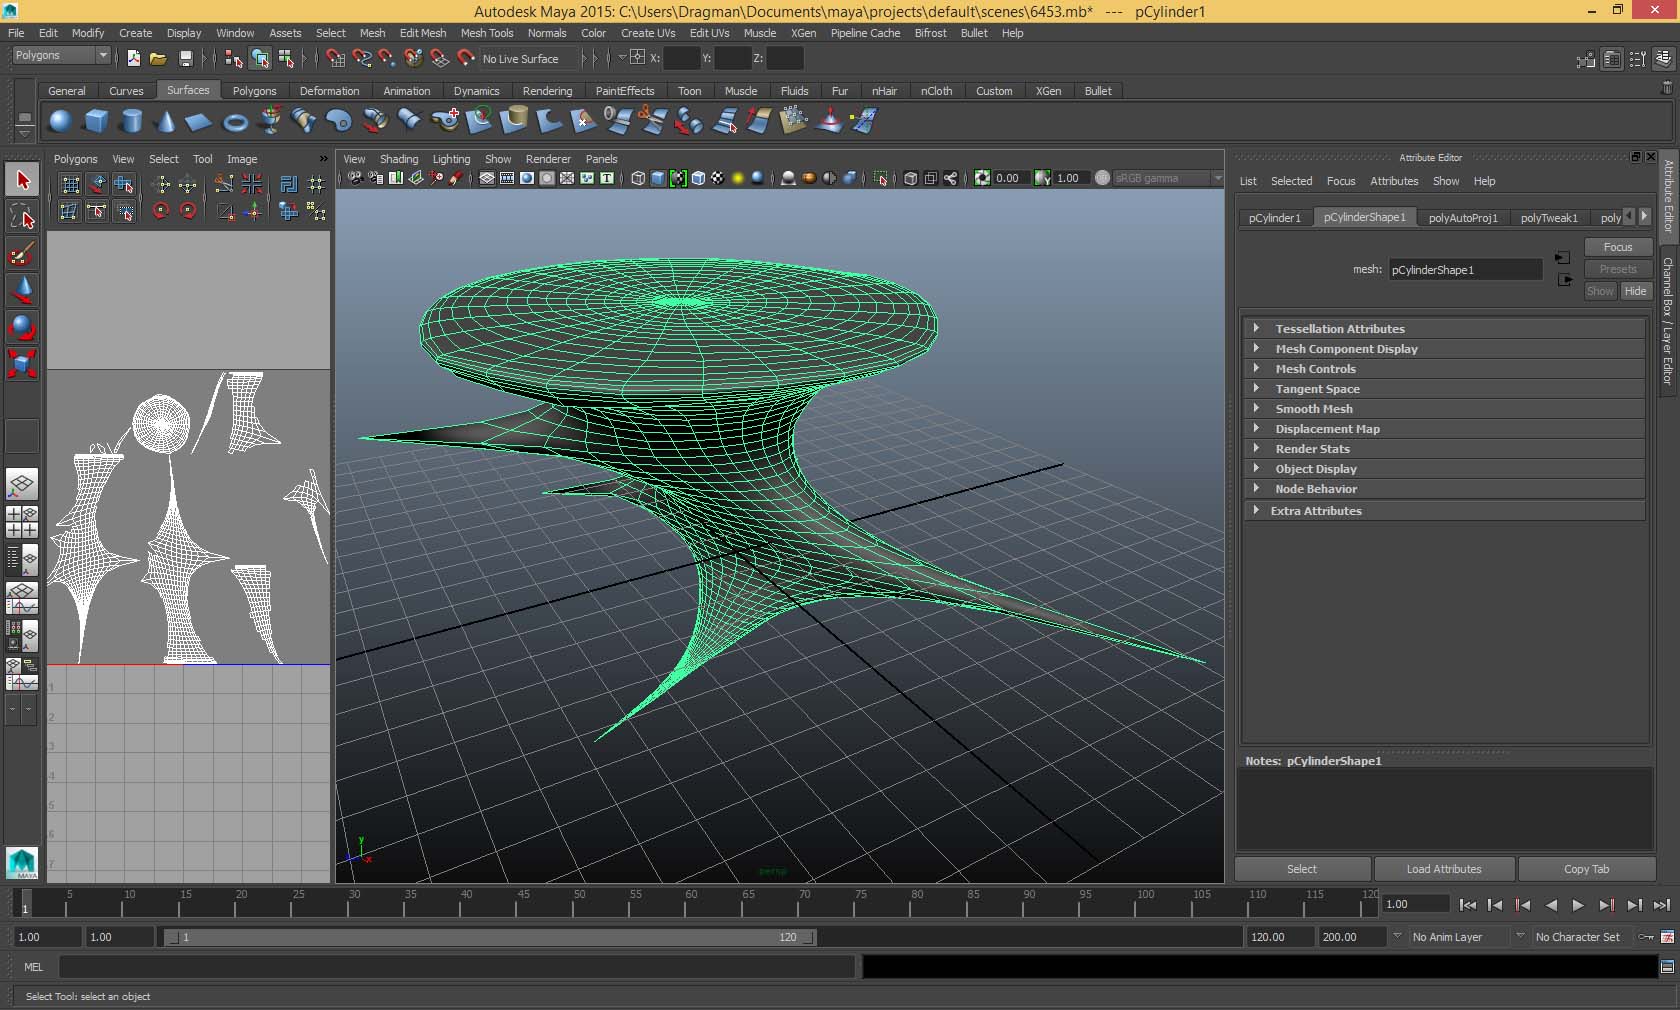 Autodesk Maya 2015: C:\Users\Dragman\Documents\maya\projects\default\scenes\6453.mb* --- pCylinder1
File Edit Modify Create Display Window Assets Select Mesh Edit Mesh Mesh Tools Normals Color Create UVs Edit UVs Muscle XGen Pipeline Cache Bifrost Bullet Help
Polygons No Live Surface X: Y: Z:
General Curves Surfaces Polygons Deformation Animation Dynamics Rendering PaintEffects Toon Muscle Fluids Fur nHair nCloth Custom XGen Bullet
Polygons View Select Tool Image »
View Shading Lighting Show Renderer Panels
0.00 1.00 sRGB gamma
Attribute Editor
List Selected Focus Attributes Show Help
pCylinder1 pCylinderShape1 polyAutoProj1 polyTweak1 poly
Focus
mesh: pCylinderShape1
Presets
Show Hide
Tessellation Attributes
Mesh Component Display
Mesh Controls
Tangent Space
Smooth Mesh
Displacement Map
Render Stats
Object Display
Node Behavior
Extra Attributes
Notes: pCylinderShape1
Select Load Attributes Copy Tab
Attribute Editor
Channel Box / Layer Editor
1
2
3
4
5
6
7
y
x
persp
MAYA
5 10 15 20 25 30 35 40 45 50 55 60 65 70 75 80 85 90 95 100 105 110 115 120
1
1.00
1.00 1.00 1 120 120.00 200.00 No Anim Layer No Character Set
MEL
Select Tool: select an object